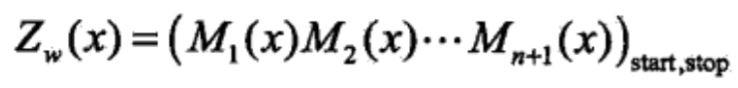 Z_w(x) = (M_1(x)M_2(x)⋯M_{n+1}(x))_{start,stop}